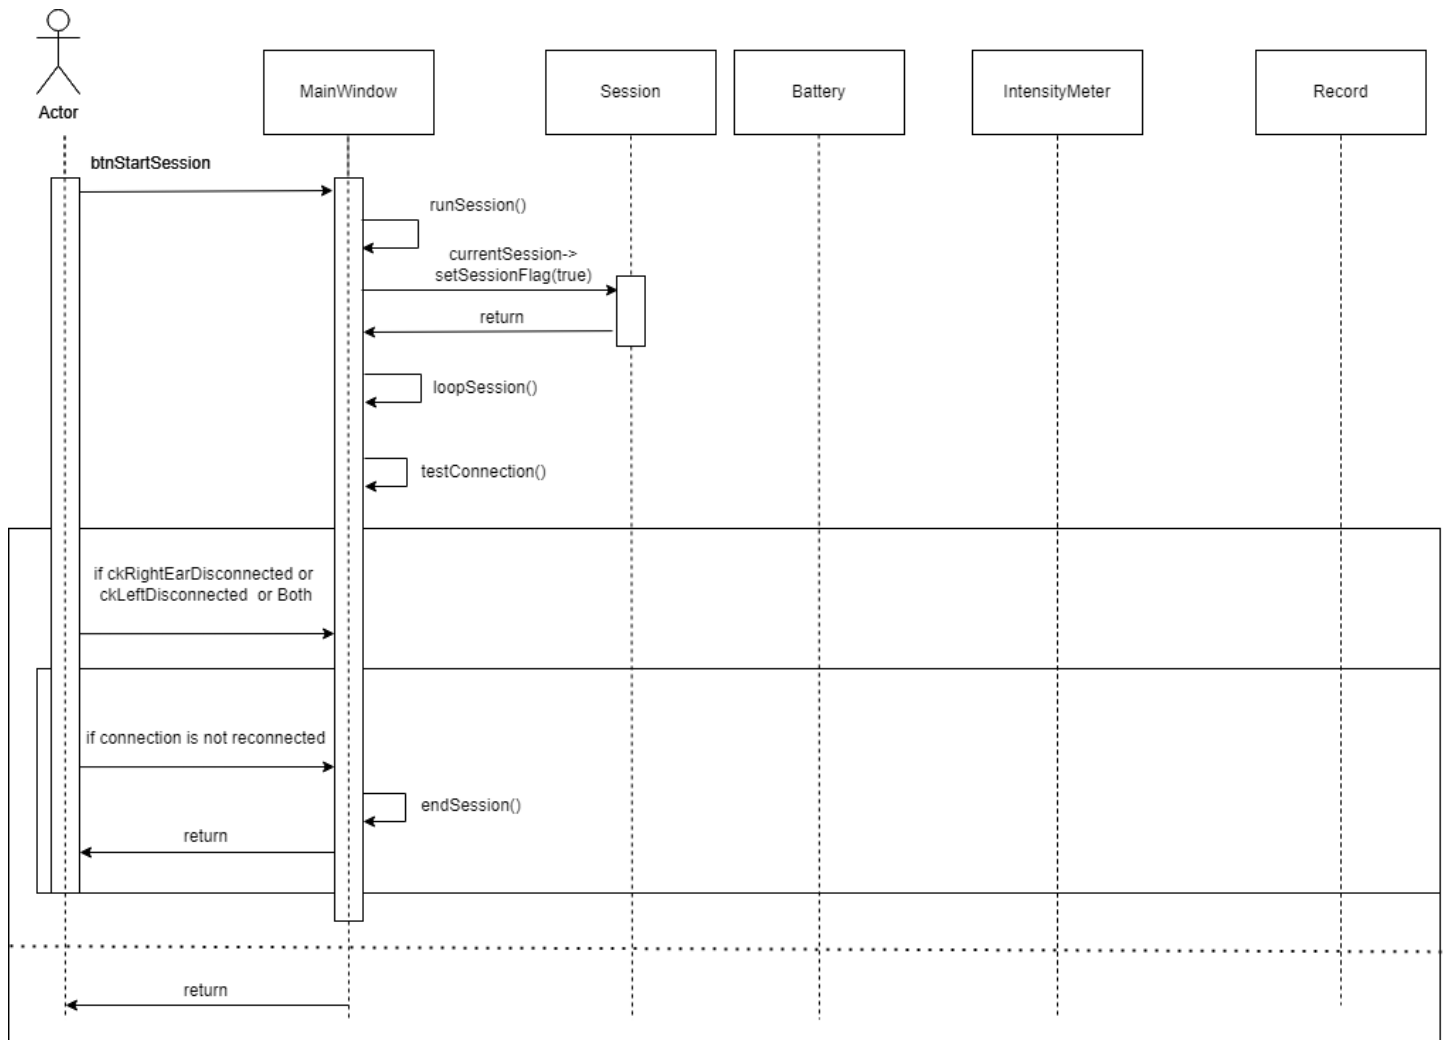 Actor
MainWindow
Session
Battery
IntensityMeter
Record
btnStartSession
runSession()
currentSession->
setSessionFlag(true)
return
loopSession()
testConnection()
if ckRightEarDisconnected or
ckLeftDisconnected or Both
if connection is not reconnected
endSession()
return
return